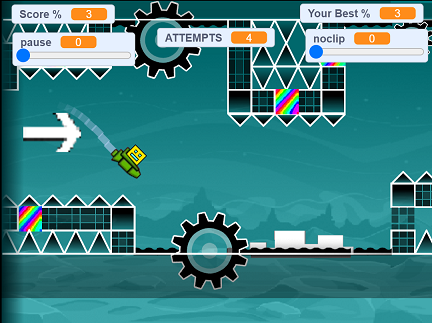 Score % 3
Your Best % 3
pause 0
ATTEMPTS 4
noclip 0